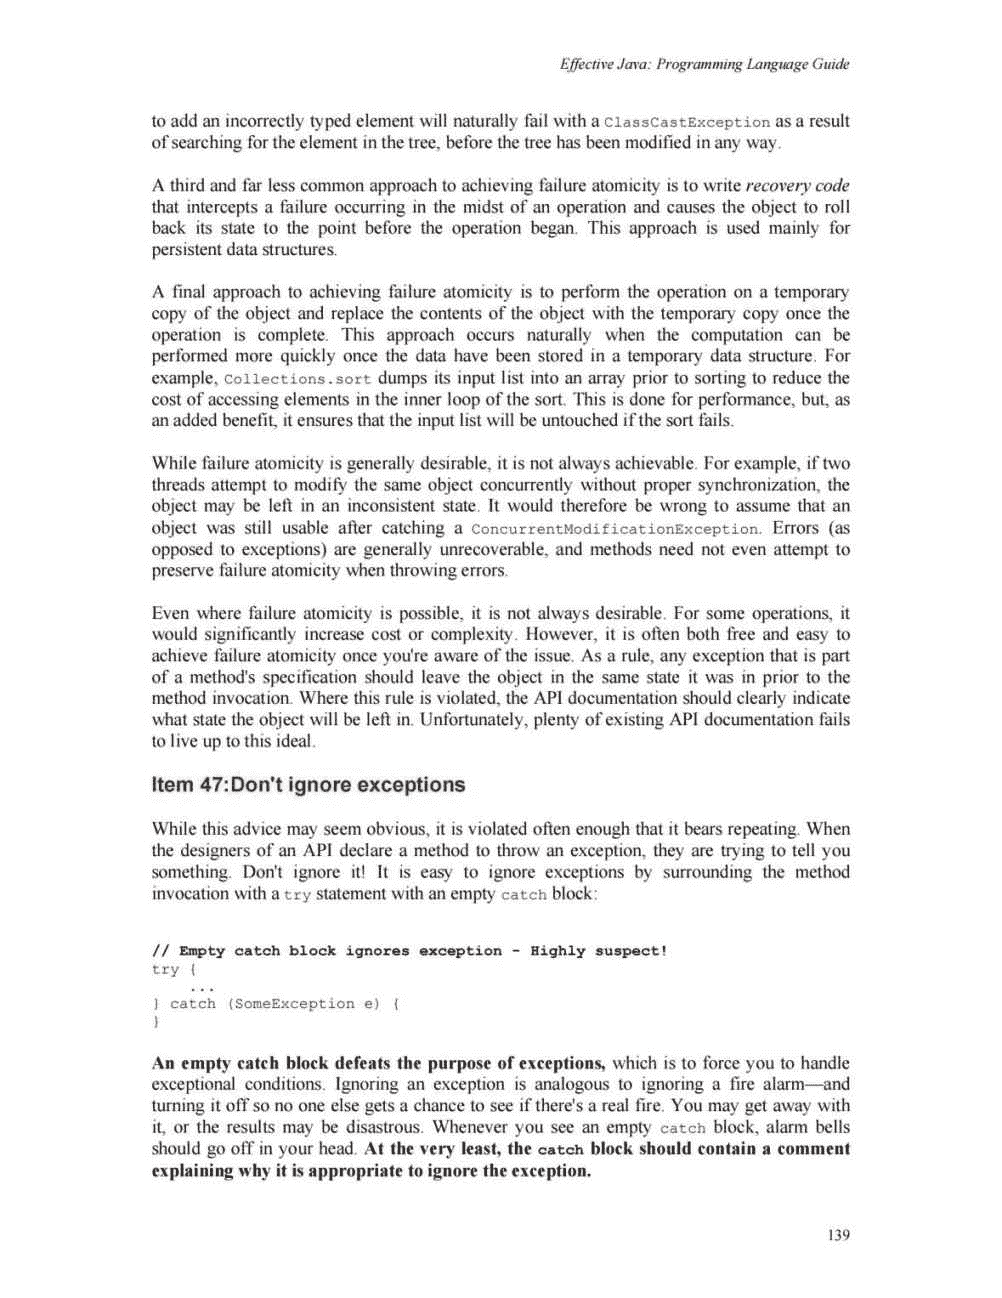 Effective Java: Programming Language Guide
to add an incorrectly typed element will naturally fail with a ClassCastException as a result
of searching for the element in the tree, before the tree has been modified in any way.
A third and far less common approach to achieving failure atomicity is to write recovery code
that intercepts a failure occurring in the midst of an operation and causes the object to roll
back its state to the point before the operation began. This approach is used mainly for
persistent data structures.
A final approach to achieving failure atomicity is to perform the operation on a temporary
copy of the object and replace the contents of the object with the temporary copy once the
operation is complete. This approach occurs naturally when the computation can be
performed more quickly once the data have been stored in a temporary data structure. For
example, Collections.sort dumps its input list into an array prior to sorting to reduce the
cost of accessing elements in the inner loop of the sort. This is done for performance, but, as
an added benefit, it ensures that the input list will be untouched if the sort fails.
While failure atomicity is generally desirable, it is not always achievable. For example, if two
threads attempt to modify the same object concurrently without proper synchronization, the
object may be left in an inconsistent state. It would therefore be wrong to assume that an
object was still usable after catching a ConcurrentModificationException. Errors (as
opposed to exceptions) are generally unrecoverable, and methods need not even attempt to
preserve failure atomicity when throwing errors.
Even where failure atomicity is possible, it is not always desirable. For some operations, it
would significantly increase cost or complexity. However, it is often both free and easy to
achieve failure atomicity once you're aware of the issue. As a rule, any exception that is part
of a method's specification should leave the object in the same state it was in prior to the
method invocation. Where this rule is violated, the API documentation should clearly indicate
what state the object will be left in. Unfortunately, plenty of existing API documentation fails
to live up to this ideal.
Item 47:Don't ignore exceptions
While this advice may seem obvious, it is violated often enough that it bears repeating. When
the designers of an API declare a method to throw an exception, they are trying to tell you
something. Don't ignore it! It is easy to ignore exceptions by surrounding the method
invocation with a try statement with an empty catch block:
// Empty catch block ignores exception - Highly suspect!
try {
...
} catch (SomeException e) {
}
An empty catch block defeats the purpose of exceptions, which is to force you to handle
exceptional conditions. Ignoring an exception is analogous to ignoring a fire alarm—and
turning it off so no one else gets a chance to see if there's a real fire. You may get away with
it, or the results may be disastrous. Whenever you see an empty catch block, alarm bells
should go off in your head. At the very least, the catch block should contain a comment
explaining why it is appropriate to ignore the exception.
139